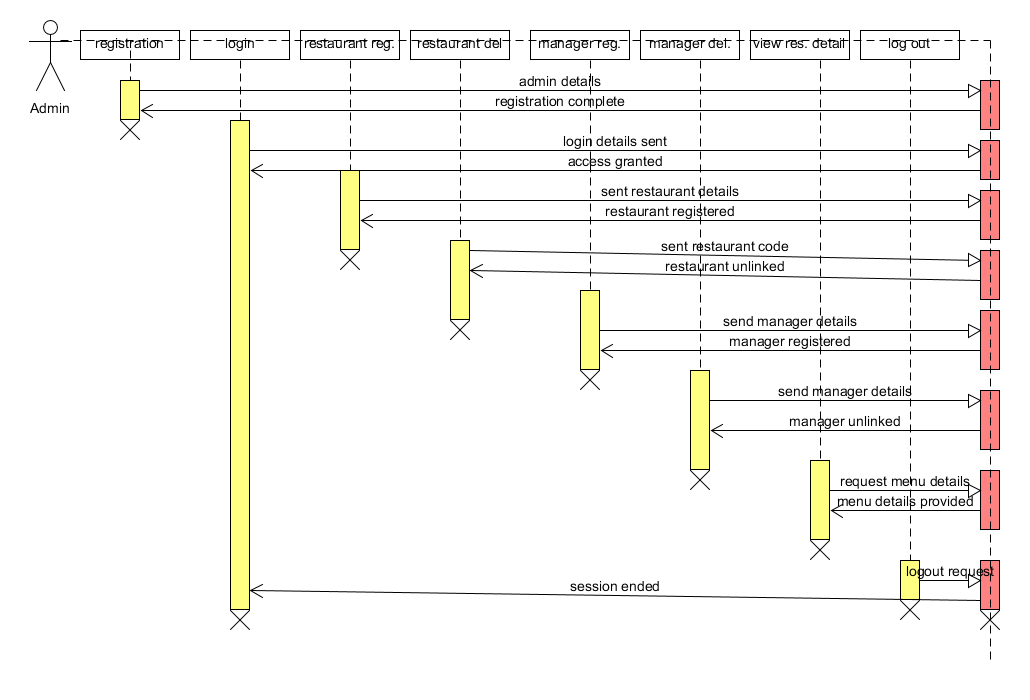 registration
login
restaurant reg.
restaurant del
manager reg.
manager del.
view res. detail
log out
Admin
admin details
registration complete
login details sent
access granted
sent restaurant details
restaurant registered
sent restaurant code
restaurant unlinked
send manager details
manager registered
send manager details
manager unlinked
request menu details
menu details provided
logout request
session ended